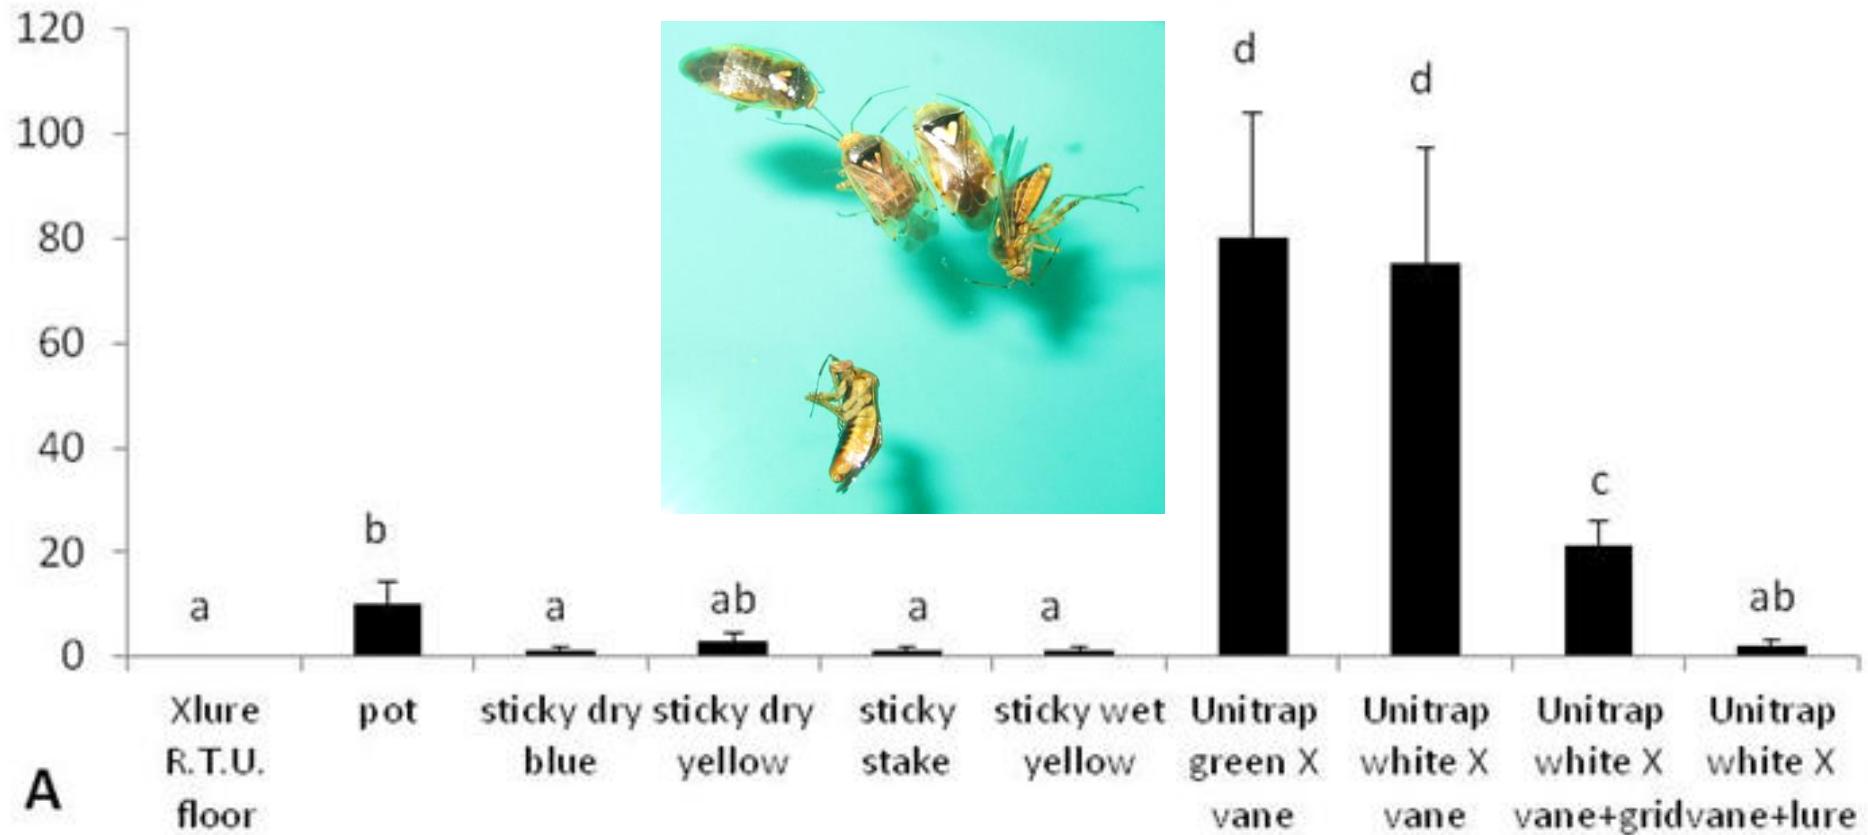 120
100
80
60
40
20
0
a
b
a
ab
a
a
d
d
c
ab
Xlure R.T.U. floor
pot
sticky dry blue
sticky dry yellow
sticky stake
sticky wet yellow
Unitrap green X vane
Unitrap white X vane
Unitrap white X vane+grid
Unitrap white X vane+lure
A